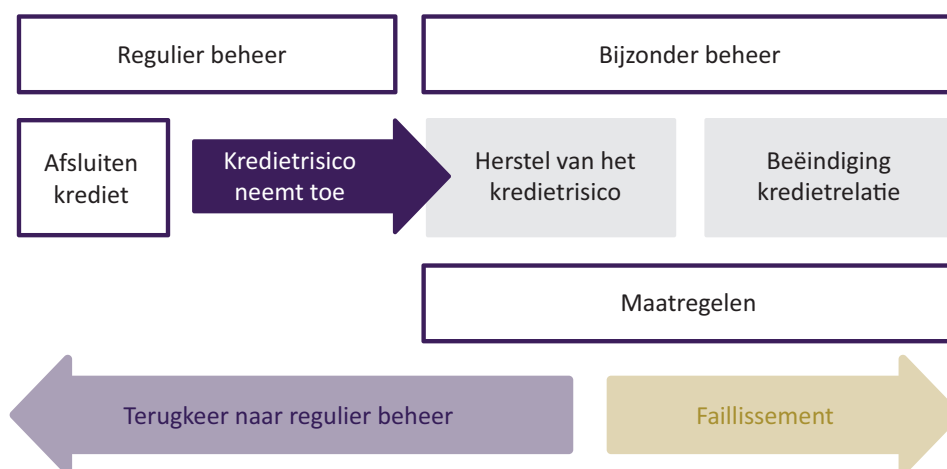 Regulier beheer
Bijzonder beheer
Afsluiten
krediet
Kredietrisico
neemt toe
Herstel van het
kredietrisico
Beëindiging
kredietrelatie
Maatregelen
Terugkeer naar regulier beheer
Faillissement